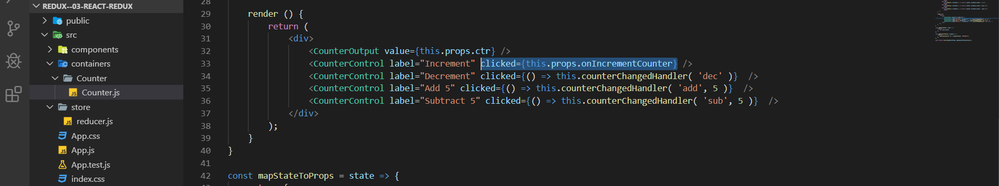 REDUX--03-REACT-REDUX
public
src
components
containers
Counter
JS Counter.js
store
JS reducer.js
App.css
JS App.js
App.test.js
index.css
28
29 render () {
30 return (
31 <div>
32 <CounterOutput value={this.props.ctr} />
33 <CounterControl label="Increment" clicked={this.props.onIncrementCounter} />
34 <CounterControl label="Decrement" clicked={() => this.counterChangedHandler( 'dec' )} />
35 <CounterControl label="Add 5" clicked={() => this.counterChangedHandler( 'add', 5 )} />
36 <CounterControl label="Subtract 5" clicked={() => this.counterChangedHandler( 'sub', 5 )} />
37 </div>
38 );
39 }
40 }
41
42 const mapStateToProps = state => {